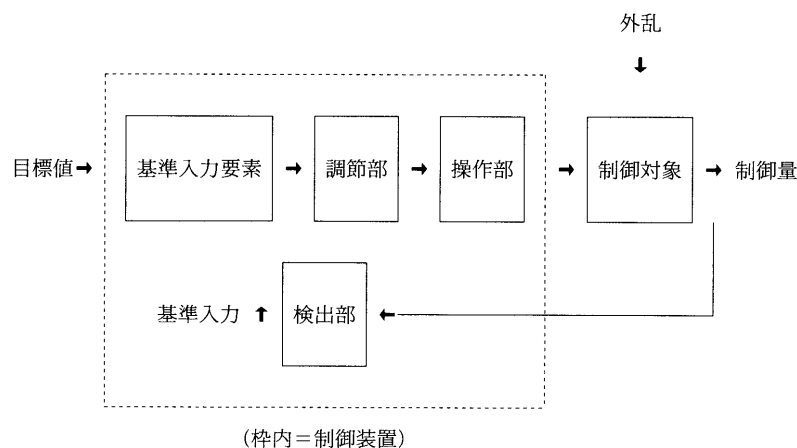 外乱
↓
目標値→ 基準入力要素 → 調節部 → 操作部 → 制御対象 → 制御量
基準入力 ↑ 検出部 ←
(枠内=制御装置)